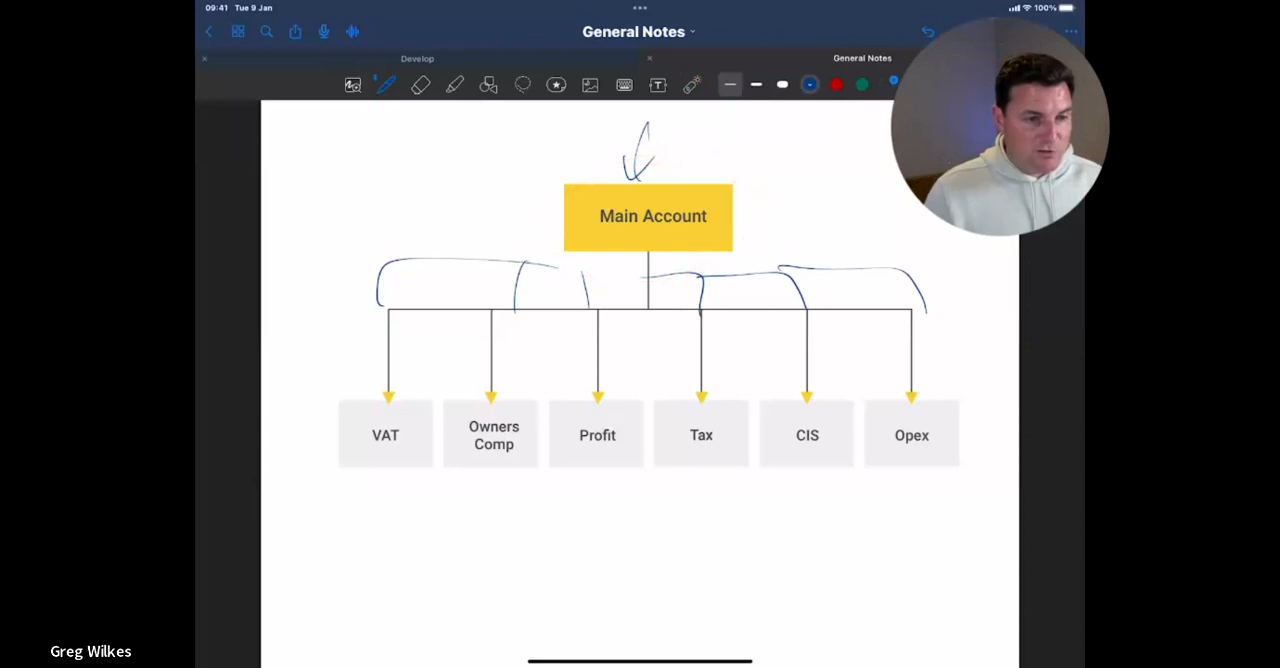 09:41 Tue 9 Jan
100%
General Notes
Develop
General Notes
T
Main Account
VAT
Owners
Comp
Profit
Tax
CIS
Opex
Greg Wilkes